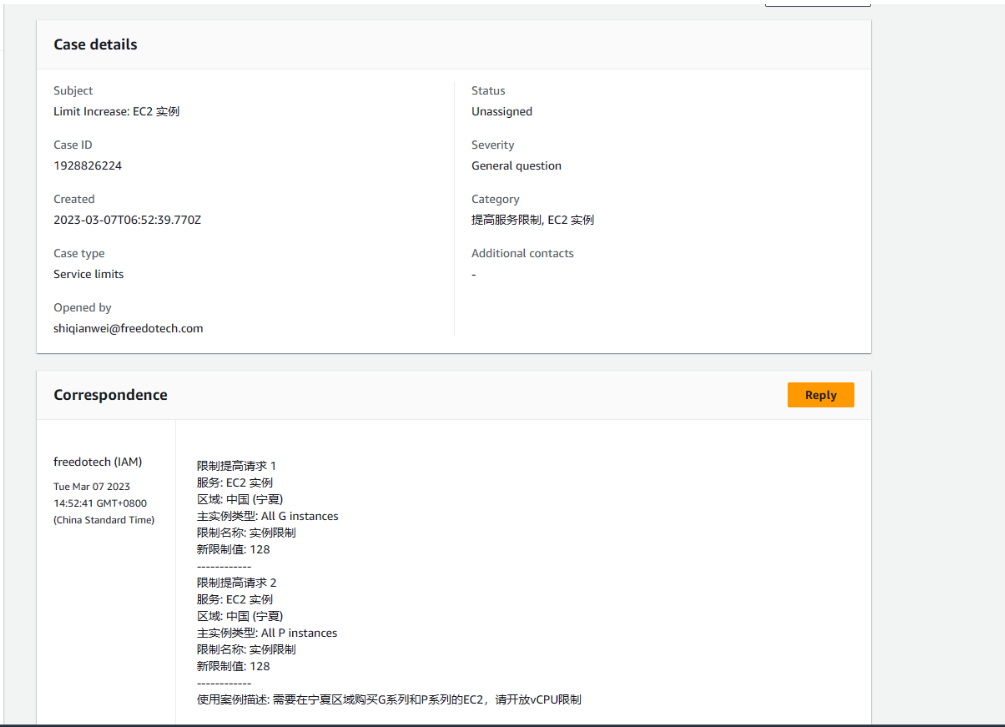 Case details
Subject
Limit Increase: EC2 实例
Status
Unassigned
Case ID
1928826224
Severity
General question
Created
2023-03-07T06:52:39.770Z
Category
提高服务限制, EC2 实例
Case type
Service limits
Additional contacts
-
Opened by
shiqianwei@freedotech.com
Correspondence
Reply
freedotech (IAM)
Tue Mar 07 2023
14:52:41 GMT+0800
(China Standard Time)
限制提高请求 1
服务: EC2 实例
区域: 中国 (宁夏)
主实例类型: All G instances
限制名称: 实例限制
新限制值: 128
------------
限制提高请求 2
服务: EC2 实例
区域: 中国 (宁夏)
主实例类型: All P instances
限制名称: 实例限制
新限制值: 128
------------
使用案例描述: 需要在宁夏区域购买G系列和P系列的EC2，请开放vCPU限制